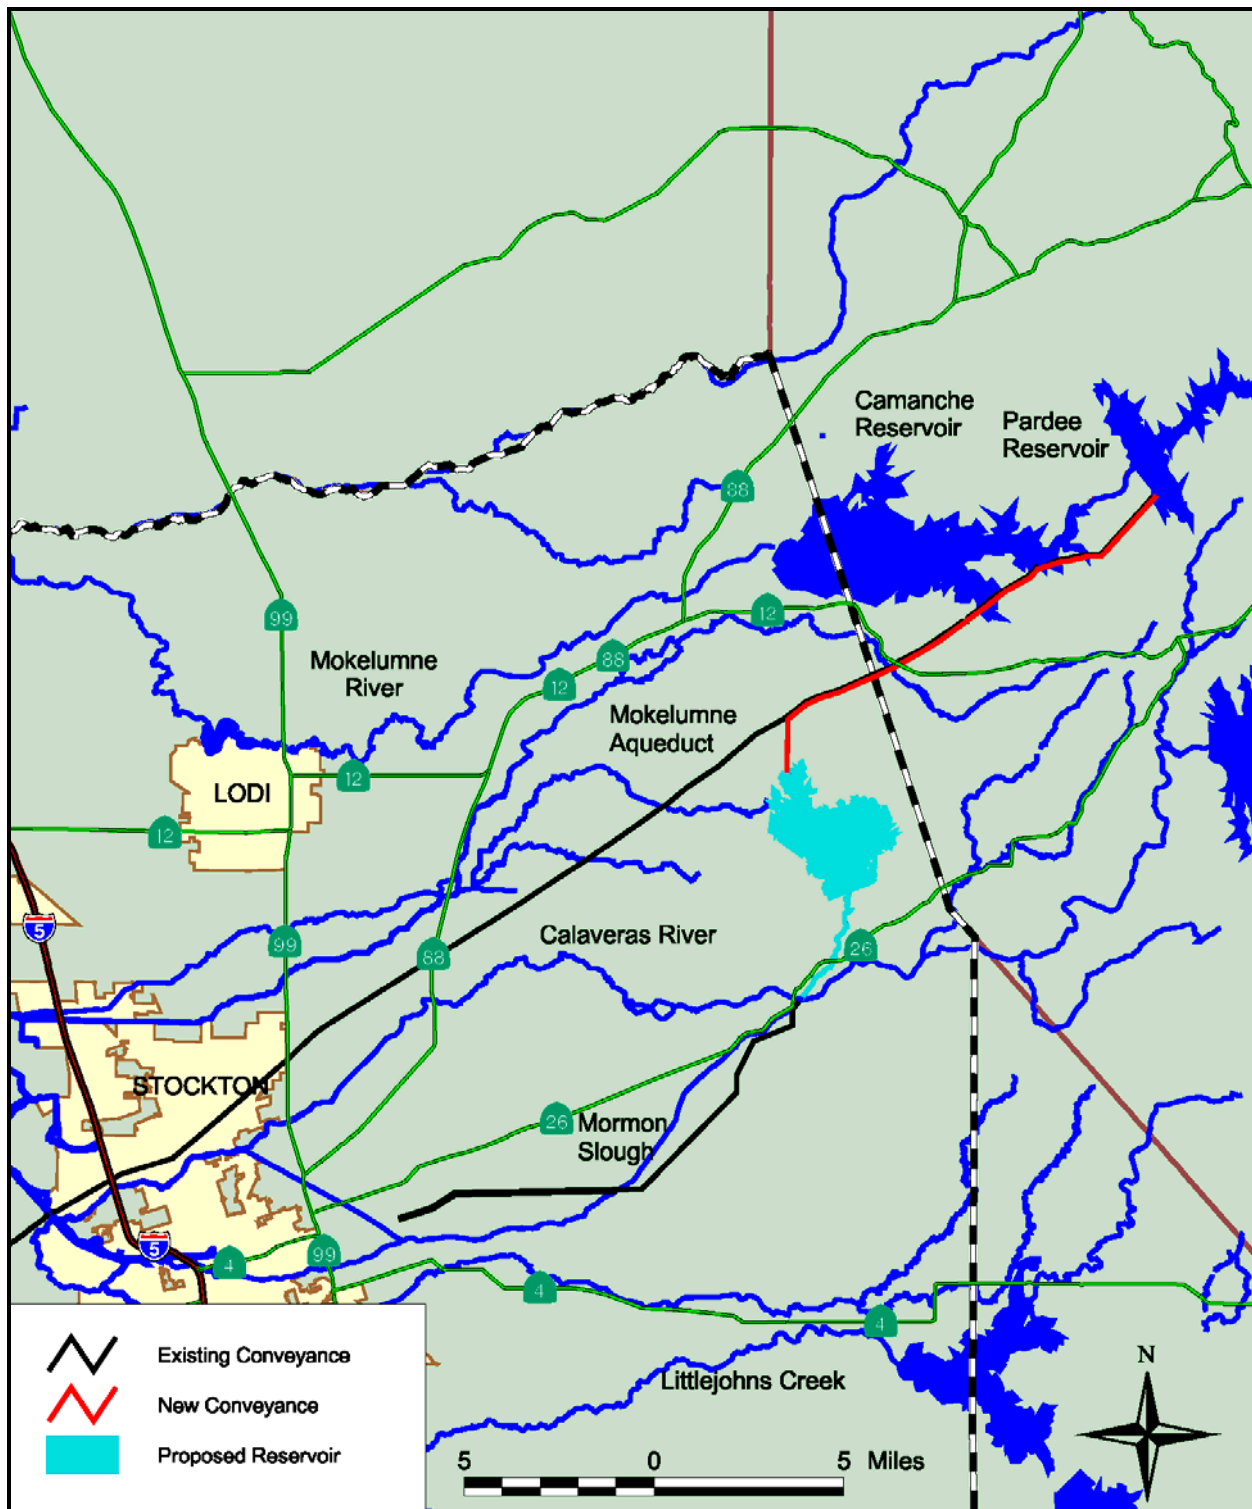 Camanche
Reservoir
Pardee
Reservoir
88
99
12
Mokelumne
River
88
12
Mokelumne
Aqueduct
12
LODI
12
5
99
88
Calaveras River
26
STOCKTON
26
Mormon
Slough
5
99
4
4
4
Littlejohns Creek
Existing Conveyance
New Conveyance
Proposed Reservoir
N
5 0 5 Miles